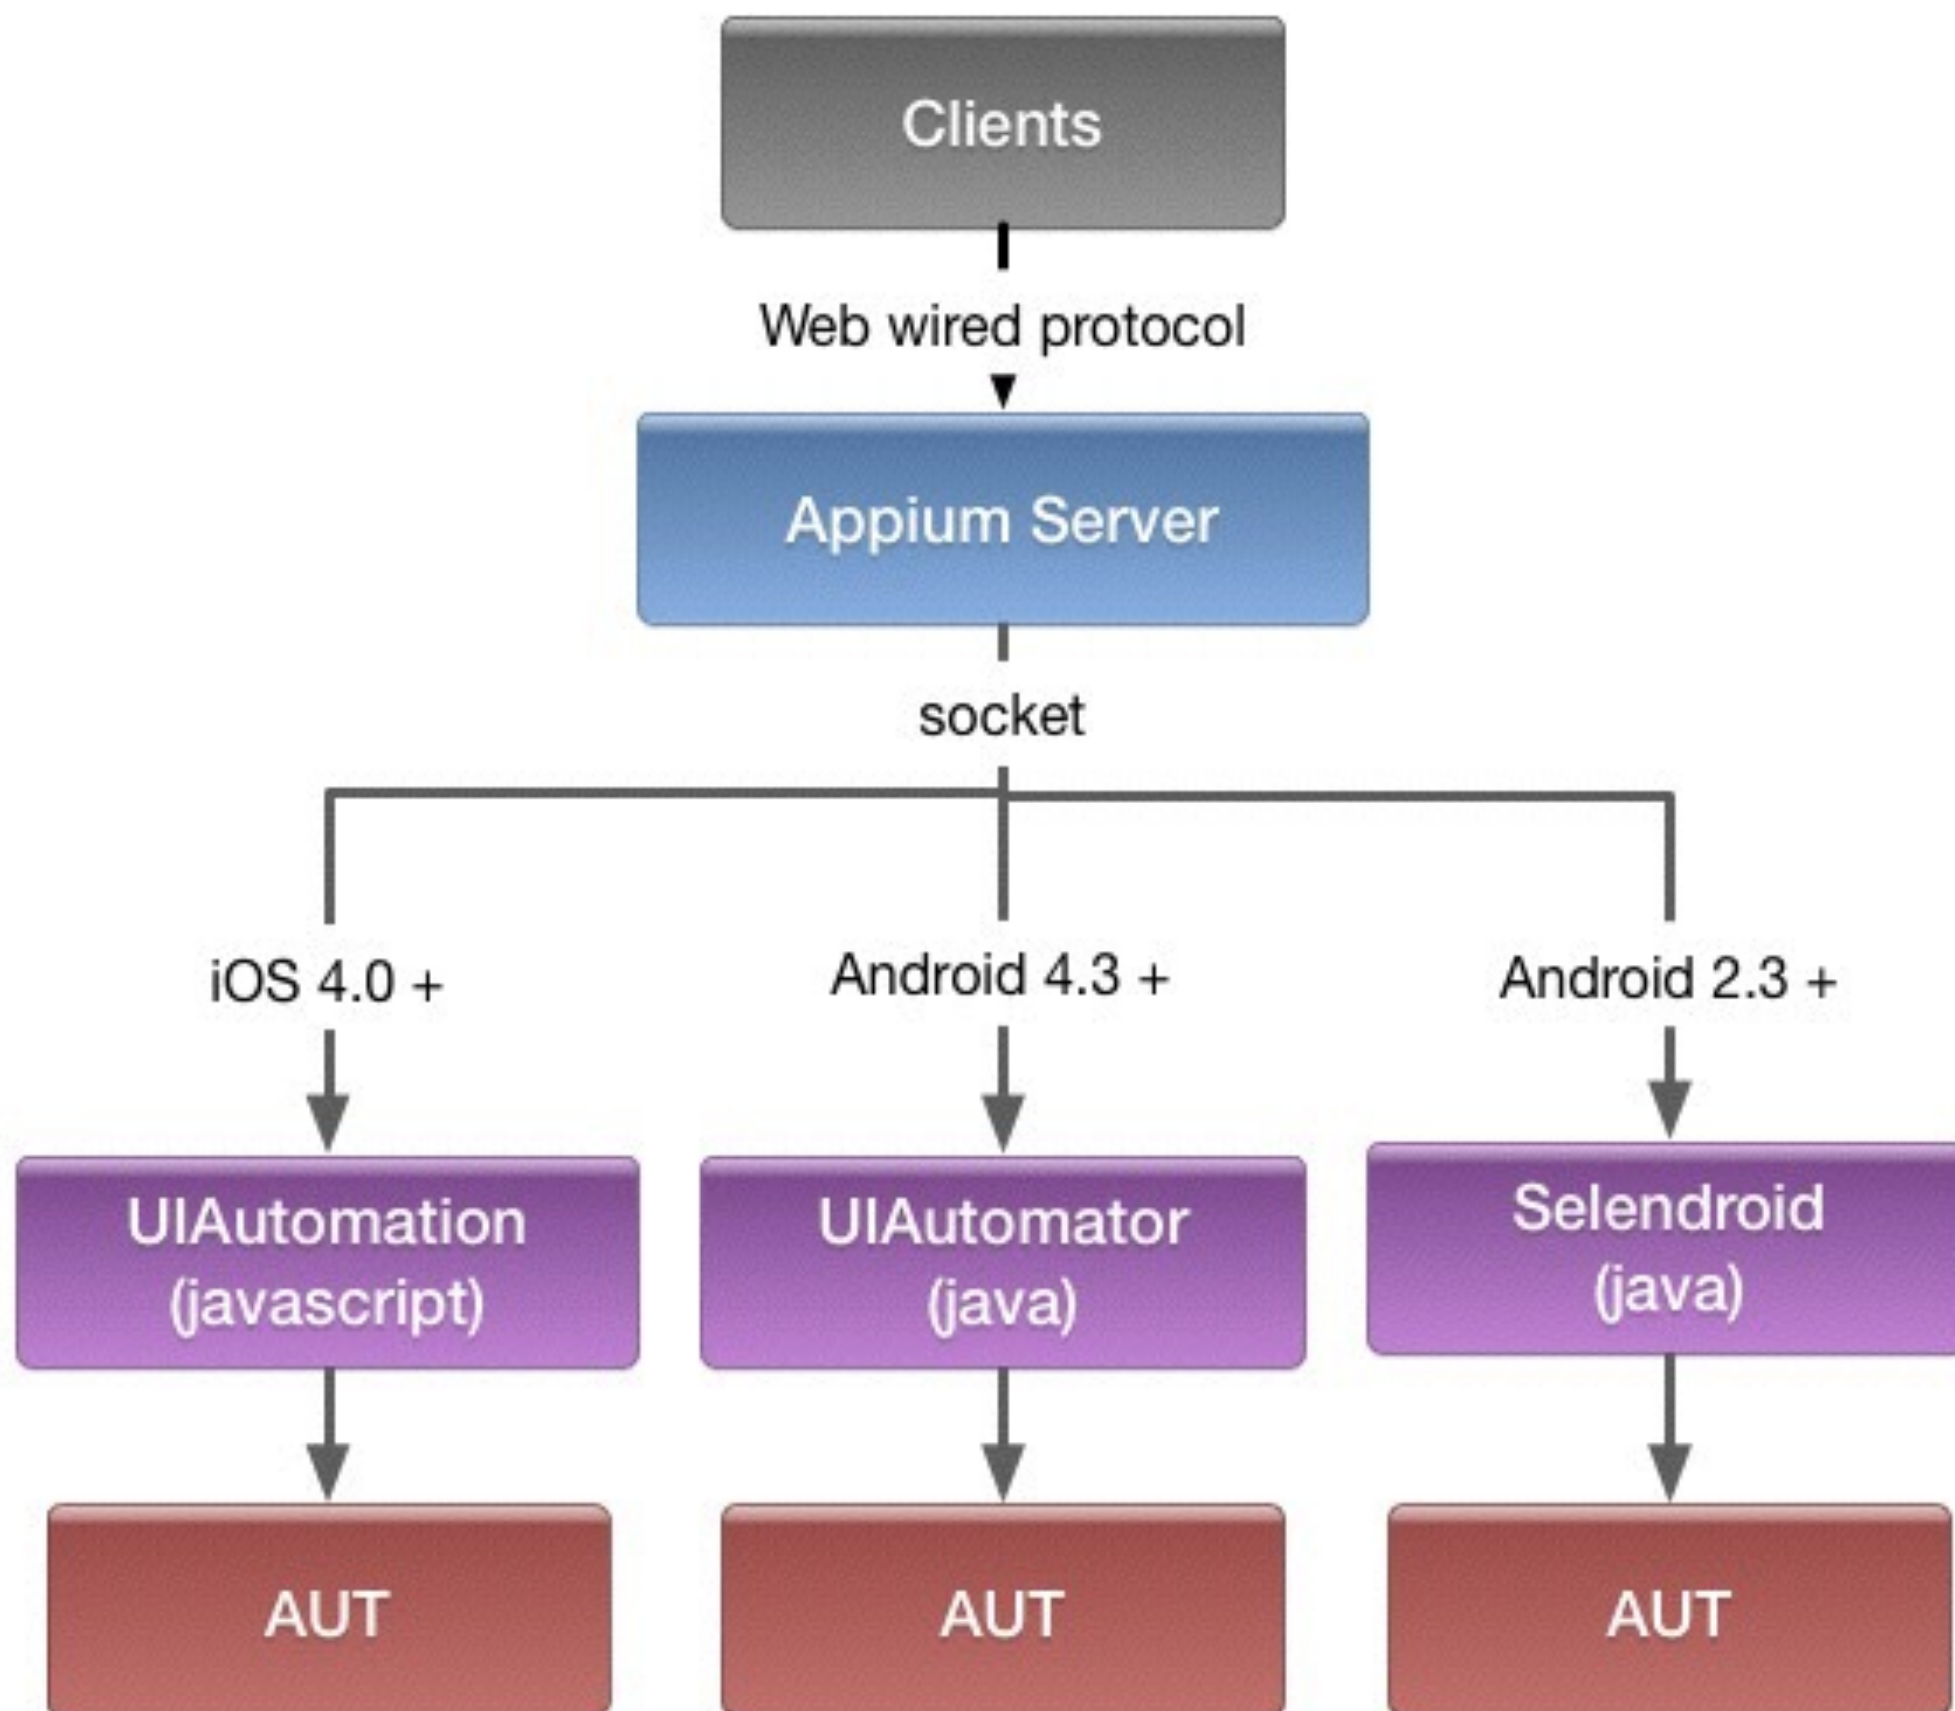 Clients
Web wired protocol
Appium Server
socket
iOS 4.0 +
Android 4.3 +
Android 2.3 +
UIAutomation
(javascript)
UIAutomator
(java)
Selendroid
(java)
AUT
AUT
AUT